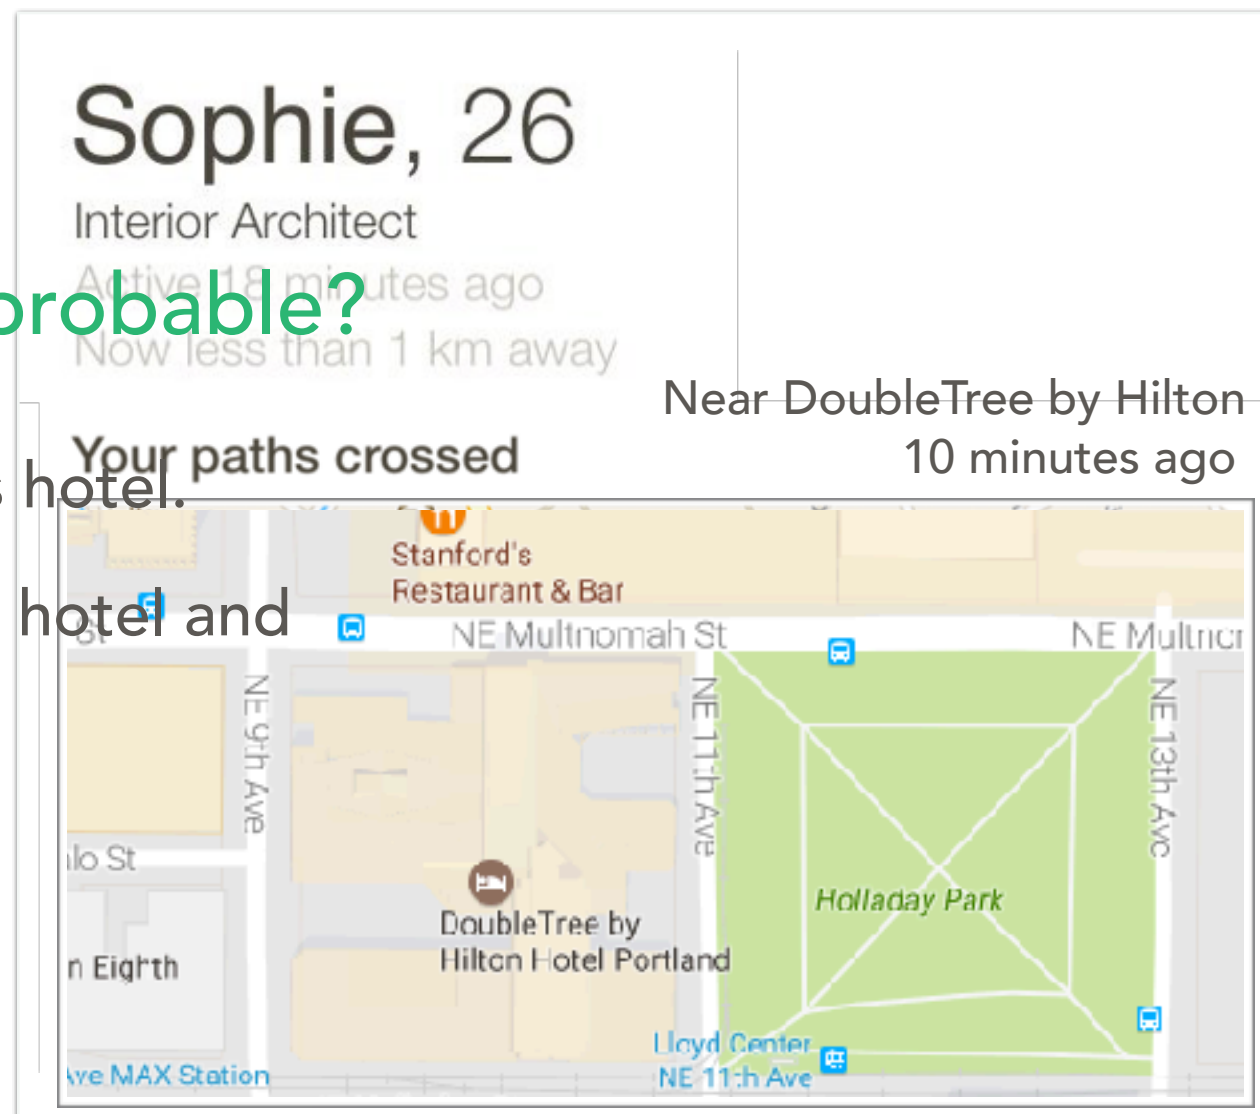 Sophie, 26
Interior Architect
Active 18 minutes ago
probable?
Now less than 1 km away
Near DoubleTree by Hilton
Your paths crossed
10 minutes ago
s hotel.
Stanford's
Restaurant & Bar
hotel and
St
NE Multnomah St
NE Multnor
NE 9th Ave
NE 11th Ave
NE 13th Ave
lo St
Holladay Park
DoubleTree by
Hilton Hotel Portland
n Eighth
Lloyd Center
NE 11th Ave
Ave MAX Station